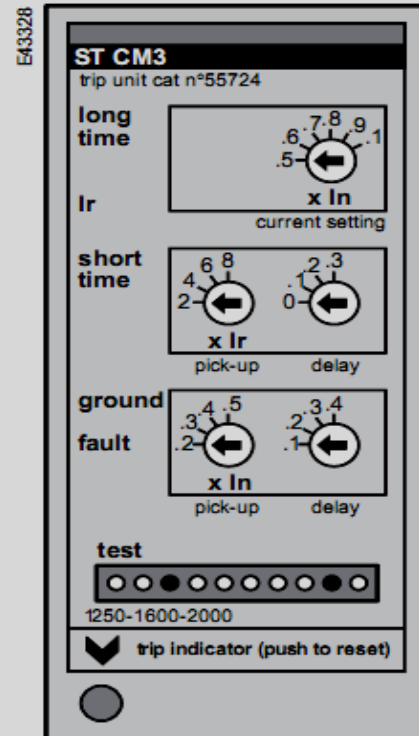 E43328
ST CM3
trip unit cat n°55724
long
time
.5 .6 .7 .8 .9 .1
x In
Ir
current setting
short
time
2 4 6 8
0 .1 .2 .3
x Ir
pick-up delay
ground
fault
.2 .3 .4 .5
.1 .2 .3 .4
x In
pick-up delay
test
1250-1600-2000
trip indicator (push to reset)